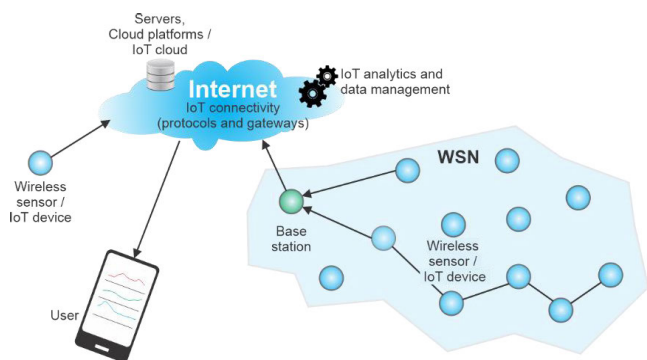 Servers,
Cloud platforms /
IoT cloud
Internet
IoT connectivity
(protocols and gateways)
IoT analytics and
data management
Wireless
sensor /
IoT device
User
WSN
Base
station
Wireless
sensor /
IoT device